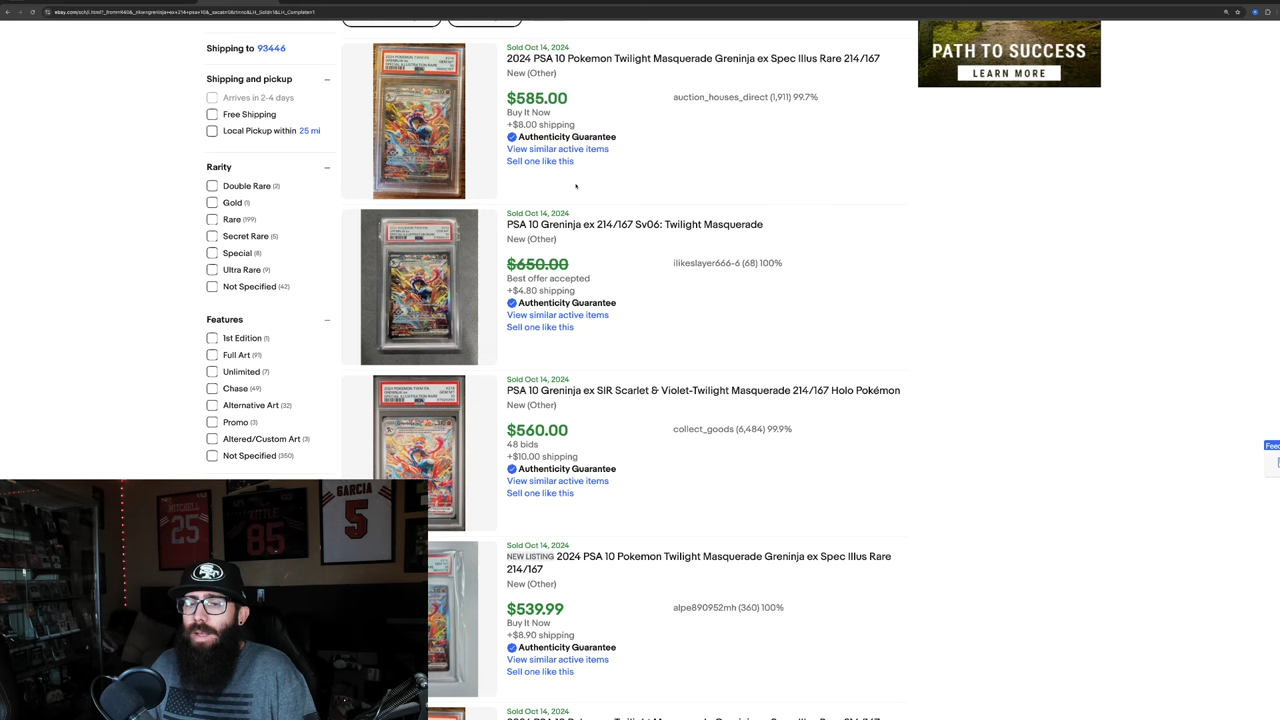 Shipping to 93446
Shipping and pickup
Arrives in 2-4 days
Free Shipping
Local Pickup within 25 mi
Rarity
Double Rare (2)
Gold (1)
Rare (199)
Secret Rare (5)
Special (8)
Ultra Rare (9)
Not Specified (42)
Features
1st Edition (1)
Full Art (91)
Unlimited (7)
Chase (49)
Alternative Art (32)
Promo (3)
Altered/Custom Art (3)
Not Specified (350)
Sold Oct 14, 2024
2024 PSA 10 Pokemon Twilight Masquerade Greninja ex Spec Illus Rare 214/167
New (Other)
$585.00
auction_houses_direct (1,911) 99.7%
Buy It Now
+$8.00 shipping
Authenticity Guarantee
View similar active items
Sell one like this
Sold Oct 14, 2024
PSA 10 Greninja ex 214/167 Sv06: Twilight Masquerade
New (Other)
$650.00
ilikeslayer666-6 (68) 100%
Best offer accepted
+$4.80 shipping
Authenticity Guarantee
View similar active items
Sell one like this
Sold Oct 14, 2024
PSA 10 Greninja ex SIR Scarlet & Violet-Twilight Masquerade 214/167 Holo Pokémon
New (Other)
$560.00
collect_goods (6,484) 99.9%
48 bids
+$10.00 shipping
Authenticity Guarantee
View similar active items
Sell one like this
Sold Oct 14, 2024
NEW LISTING 2024 PSA 10 Pokemon Twilight Masquerade Greninja ex Spec Illus Rare
214/167
New (Other)
$539.99
alpe890952mh (360) 100%
Buy It Now
+$8.90 shipping
Authenticity Guarantee
View similar active items
Sell one like this
PATH TO SUCCESS
LEARN MORE
Feed
MITCHELL
25
KITTLE
85
GARCIA
5